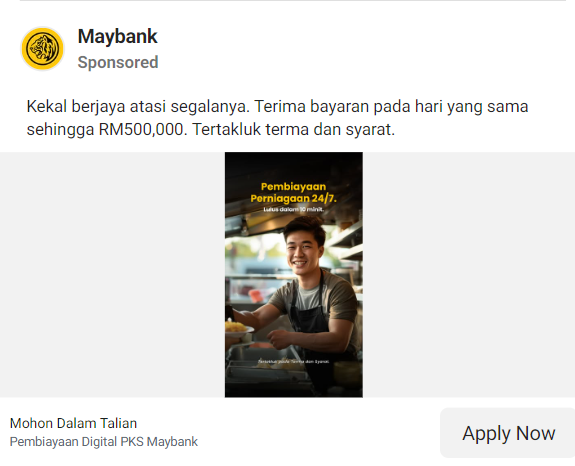 Maybank
Sponsored
Kekal berjaya atasi segalanya. Terima bayaran pada hari yang sama
sehingga RM500,000. Tertakluk terma dan syarat.
Pembiayaan
Perniagaan 24/7.
Lulus dalam 10 minit.
Tertakluk pada Terma dan Syarat.
Mohon Dalam Talian
Pembiayaan Digital PKS Maybank
Apply Now